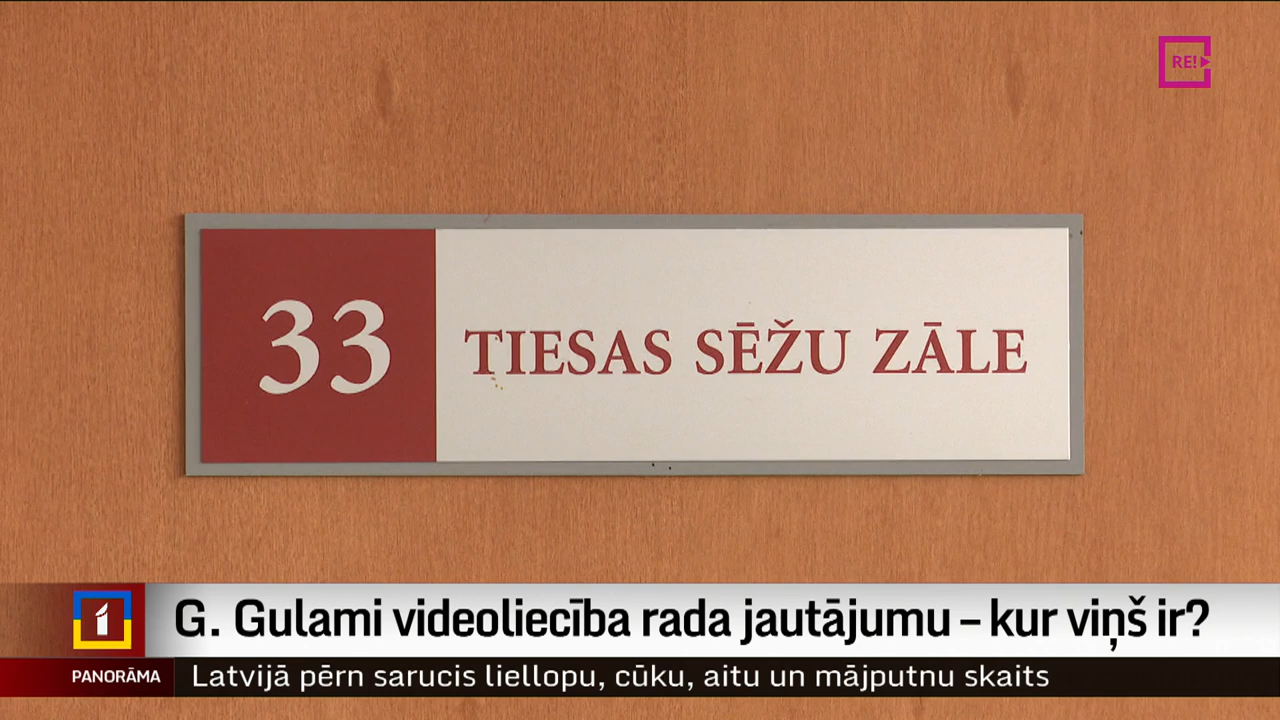 RE!
33 TIESAS SĒŽU ZĀLE
1 G. Gulami videoliecība rada jautājumu – kur viņš ir?
PANORĀMA Latvijā pērn sarucis liellopu, cūku, aitu un mājputnu skaits